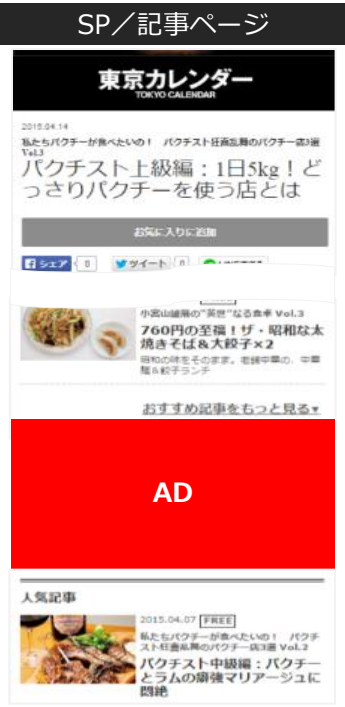 SP／記事ページ
東京カレンダー
TOKYO CALENDAR
2015.04.14
私たちパクチーが食べたいの！ パクチスト狂喜乱舞のパクチー店3選
Vol.3
パクチスト上級編：1日5kg！ど
っさりパクチーを使う店とは
お気に入りに追加
シェア 0 ツイート 0
小宮山雄飛の"英世"なる食卓 Vol.3
760円の至福！ザ・昭和な太
焼きそば＆大餃子×2
昭和の味をそのまま。老舗中華の、中華
麺＆餃子ランチ
おすすめ記事をもっと見る▼
AD
人気記事
2015.04.07 FREE
私たちパクチーが食べたいの！ パクチ
スト狂喜乱舞のパクチー店3選 Vol.2
パクチスト中級編：パクチー
とラムの最強マリアージュに
悶絶